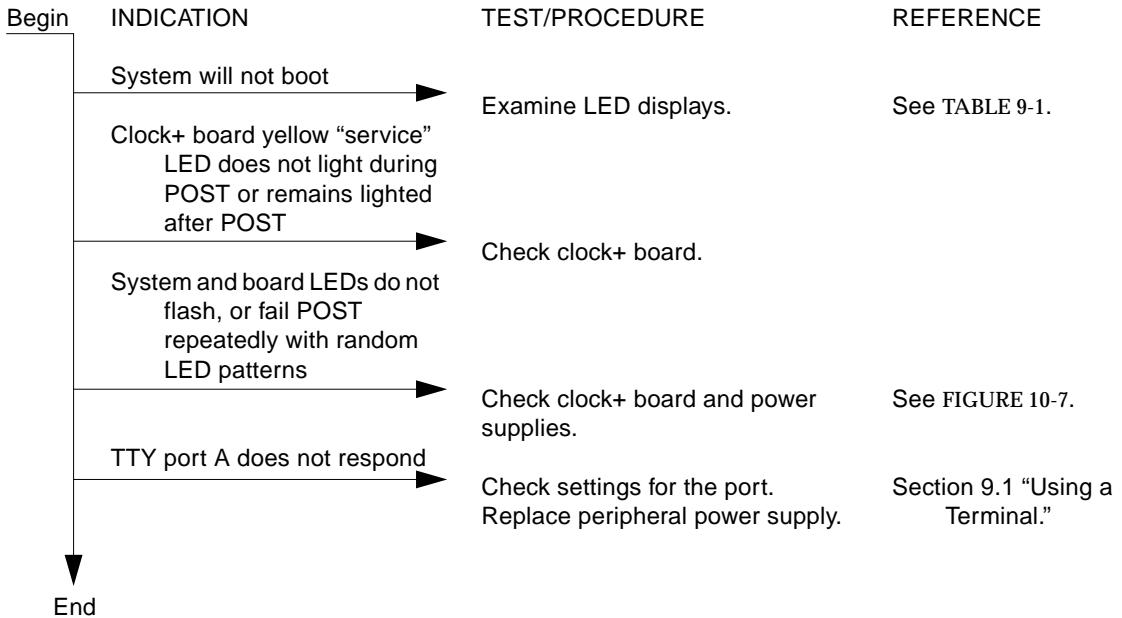 Begin INDICATION TEST/PROCEDURE REFERENCE
System will not boot
Examine LED displays. See TABLE 9-1.
Clock+ board yellow “service”
LED does not light during
POST or remains lighted
after POST
Check clock+ board.
System and board LEDs do not
flash, or fail POST
repeatedly with random
LED patterns
Check clock+ board and power See FIGURE 10-7.
supplies.
TTY port A does not respond
Check settings for the port. Section 9.1 “Using a
Replace peripheral power supply. Terminal.”
End